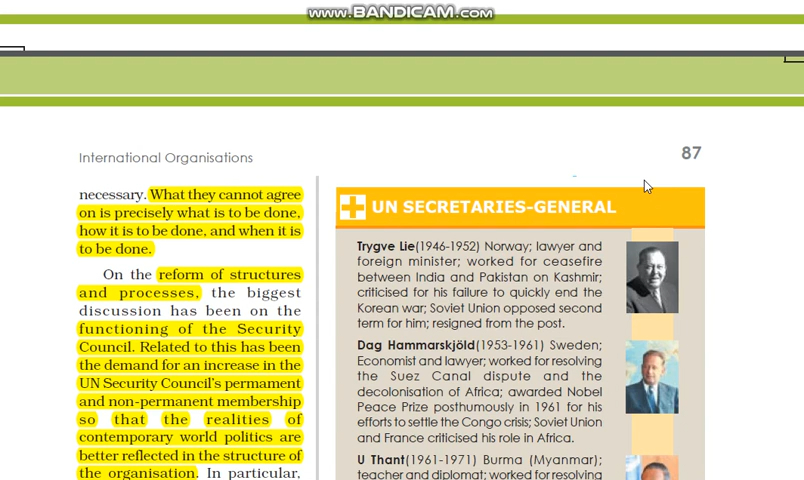 www.BANDICAM.com
International Organisations
87
necessary. What they cannot agree
on is precisely what is to be done,
how it is to be done, and when it is
to be done.
On the reform of structures
and processes, the biggest
discussion has been on the
functioning of the Security
Council. Related to this has been
the demand for an increase in the
UN Security Council's permament
and non-permanent membership
so that the realities of
contemporary world politics are
better reflected in the structure of
the organisation. In particular,
UN SECRETARIES-GENERAL
Trygve Lie(1946-1952) Norway; lawyer and
foreign minister; worked for ceasefire
between India and Pakistan on Kashmir;
criticised for his failure to quickly end the
Korean war; Soviet Union opposed second
term for him; resigned from the post.
Dag Hammarskjöld(1953-1961) Sweden;
Economist and lawyer; worked for resolving
the Suez Canal dispute and the
decolonisation of Africa; awarded Nobel
Peace Prize posthumously in 1961 for his
efforts to settle the Congo crisis; Soviet Union
and France criticised his role in Africa.
U Thant(1961-1971) Burma (Myanmar);
teacher and diplomat; worked for resolving